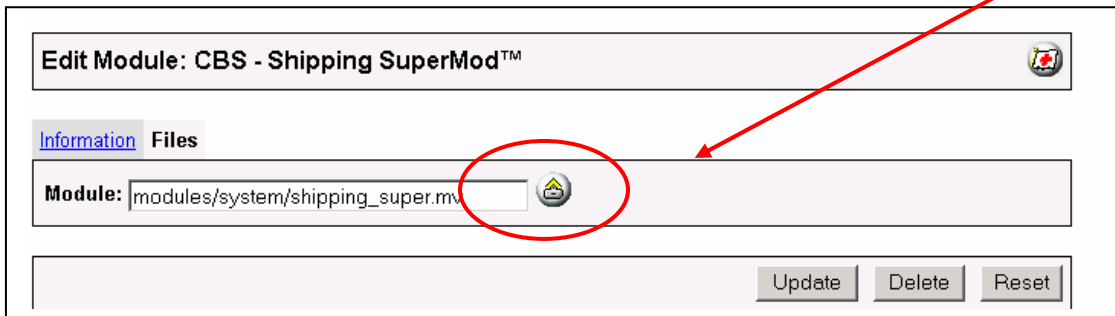 Edit Module: CBS - Shipping SuperMod™
Information Files
Module: modules/system/shipping_super.mv
Update Delete Reset